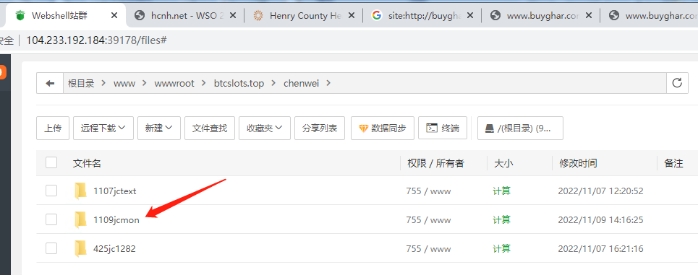 Webshell站群
hcnh.net - WSO 2
Henry County He
site:http://buyghar
www.buyghar.com
www.buyghar.com
安全 | 104.233.192.184:39178/files#
根目录 > www > wwwroot > btcslots.top > chenwei >
上传 远程下载 新建 文件查找 收藏夹 分享列表 数据同步 终端 /(根目录) (9...
文件名 权限 / 所有者 大小 修改时间 备注
1107jctext 755 / www 计算 2022/11/07 12:20:52
1109jcmon 755 / www 计算 2022/11/09 14:16:25
425jc1282 755 / www 计算 2022/11/07 16:21:16